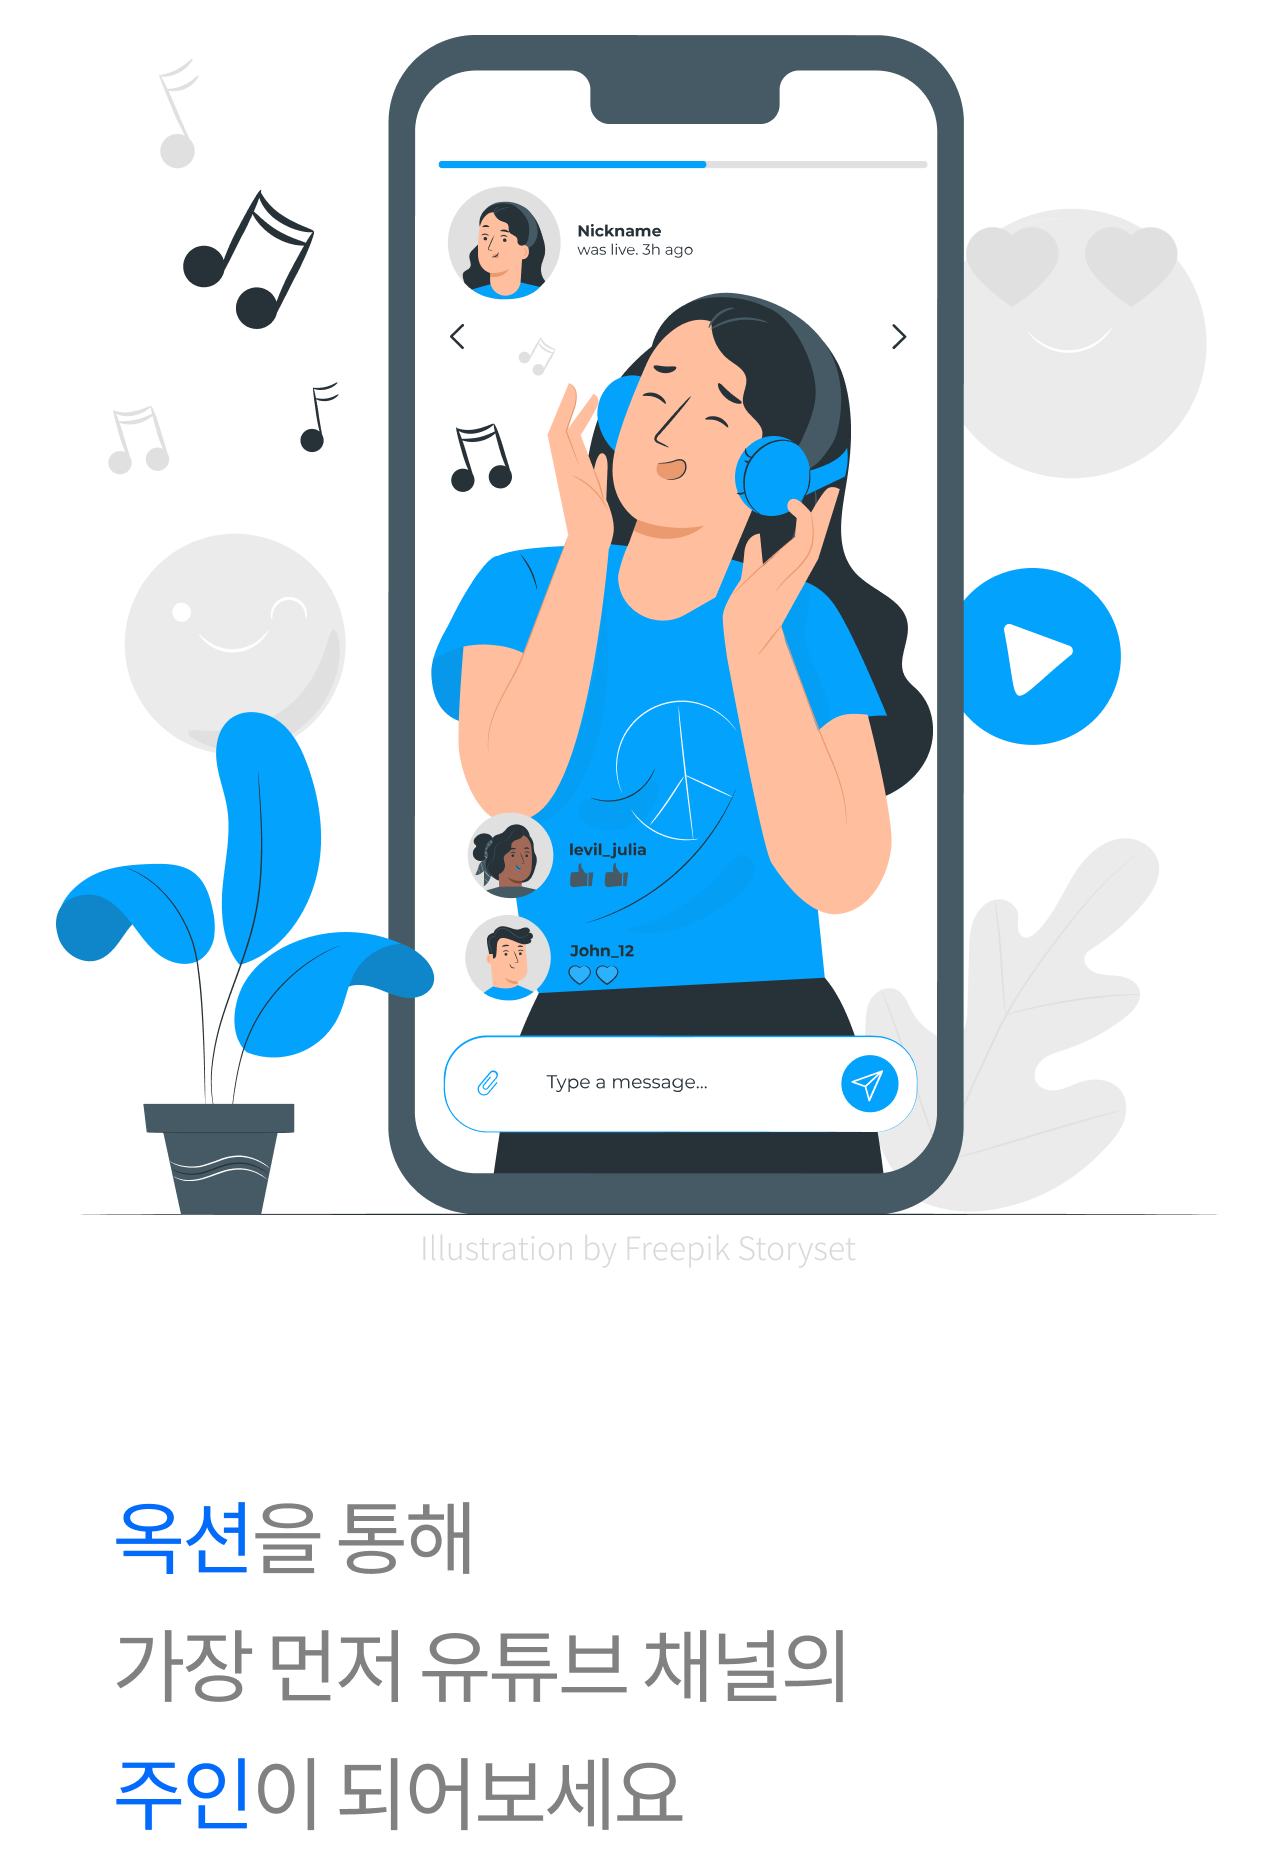 Nickname
was live. 3h ago
levil_julia
John_12
Type a message...
Illustration by Freepik Storyset
옥션을 통해
가장 먼저 유튜브 채널의
주인이 되어보세요